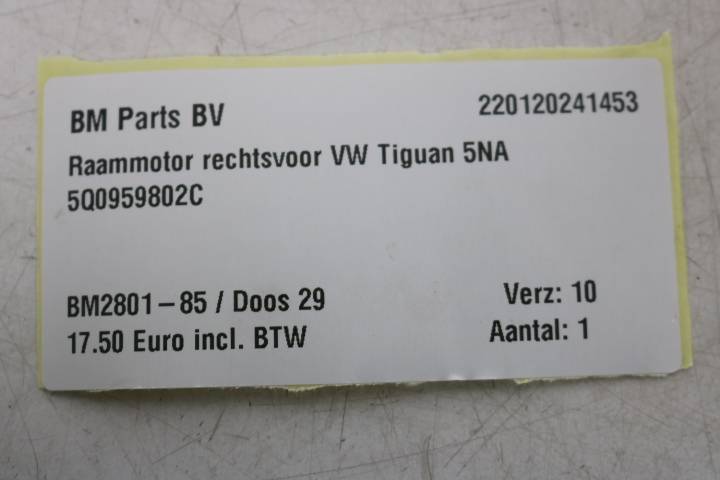 BM Parts BV 220120241453
Raammotor rechtsvoor VW Tiguan 5NA
5Q0959802C
BM2801-85 / Doos 29 Verz: 10
17.50 Euro incl. BTW Aantal: 1